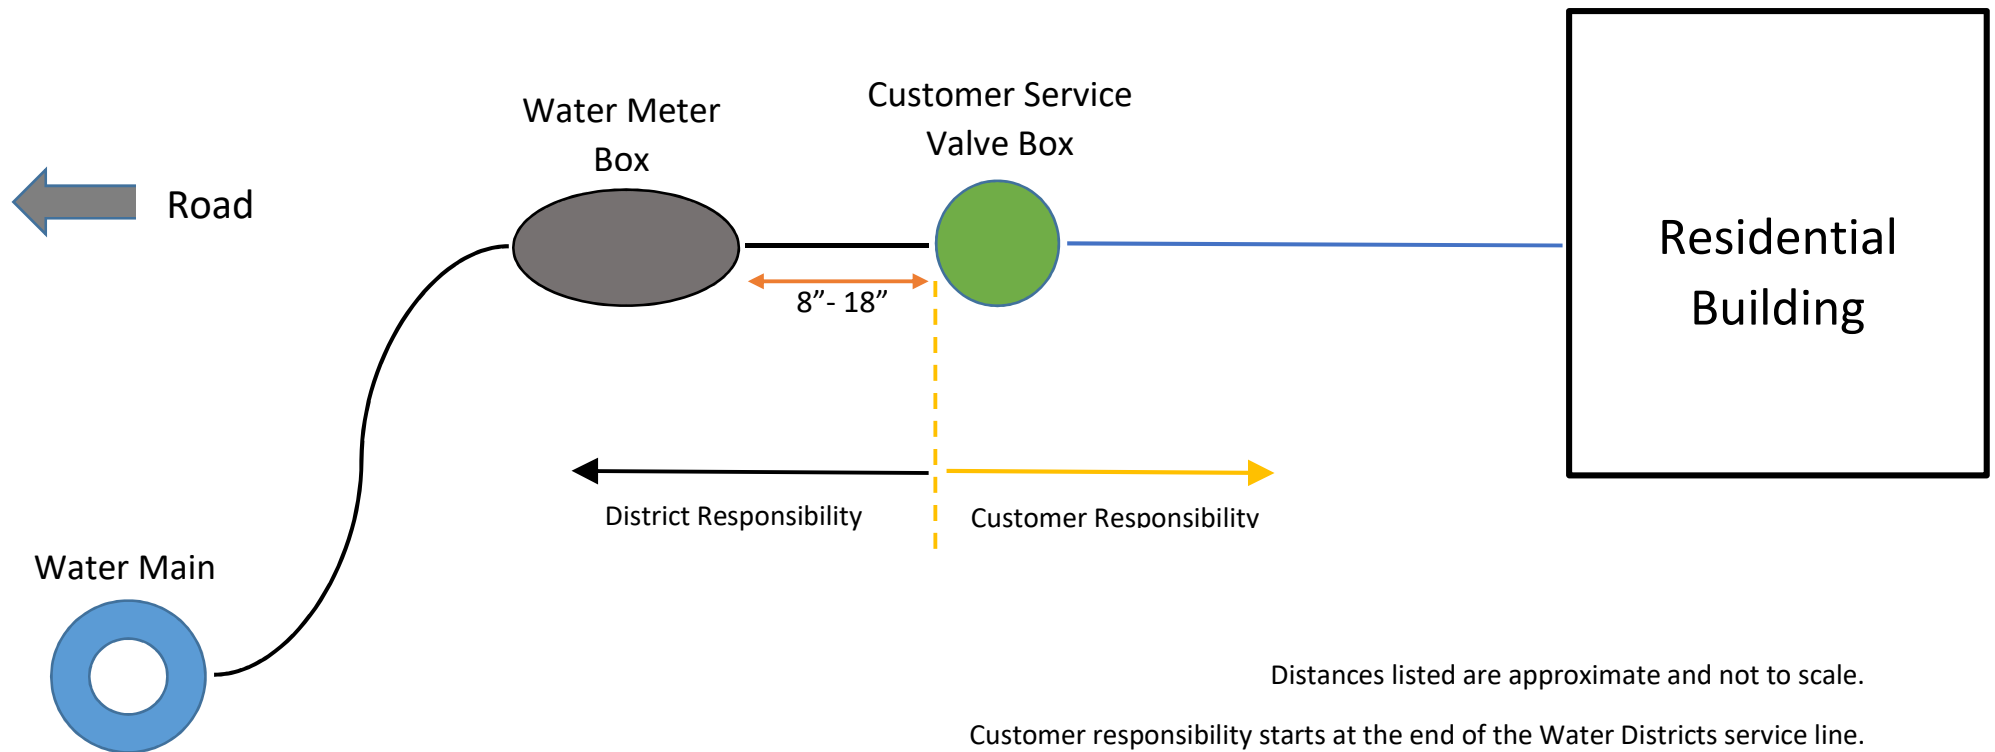 Water Meter
Box
Customer Service
Valve Box
Road
Residential
Building
8”- 18”
District Responsibility
Customer Responsibility
Water Main
Distances listed are approximate and not to scale.
Customer responsibility starts at the end of the Water Districts service line.